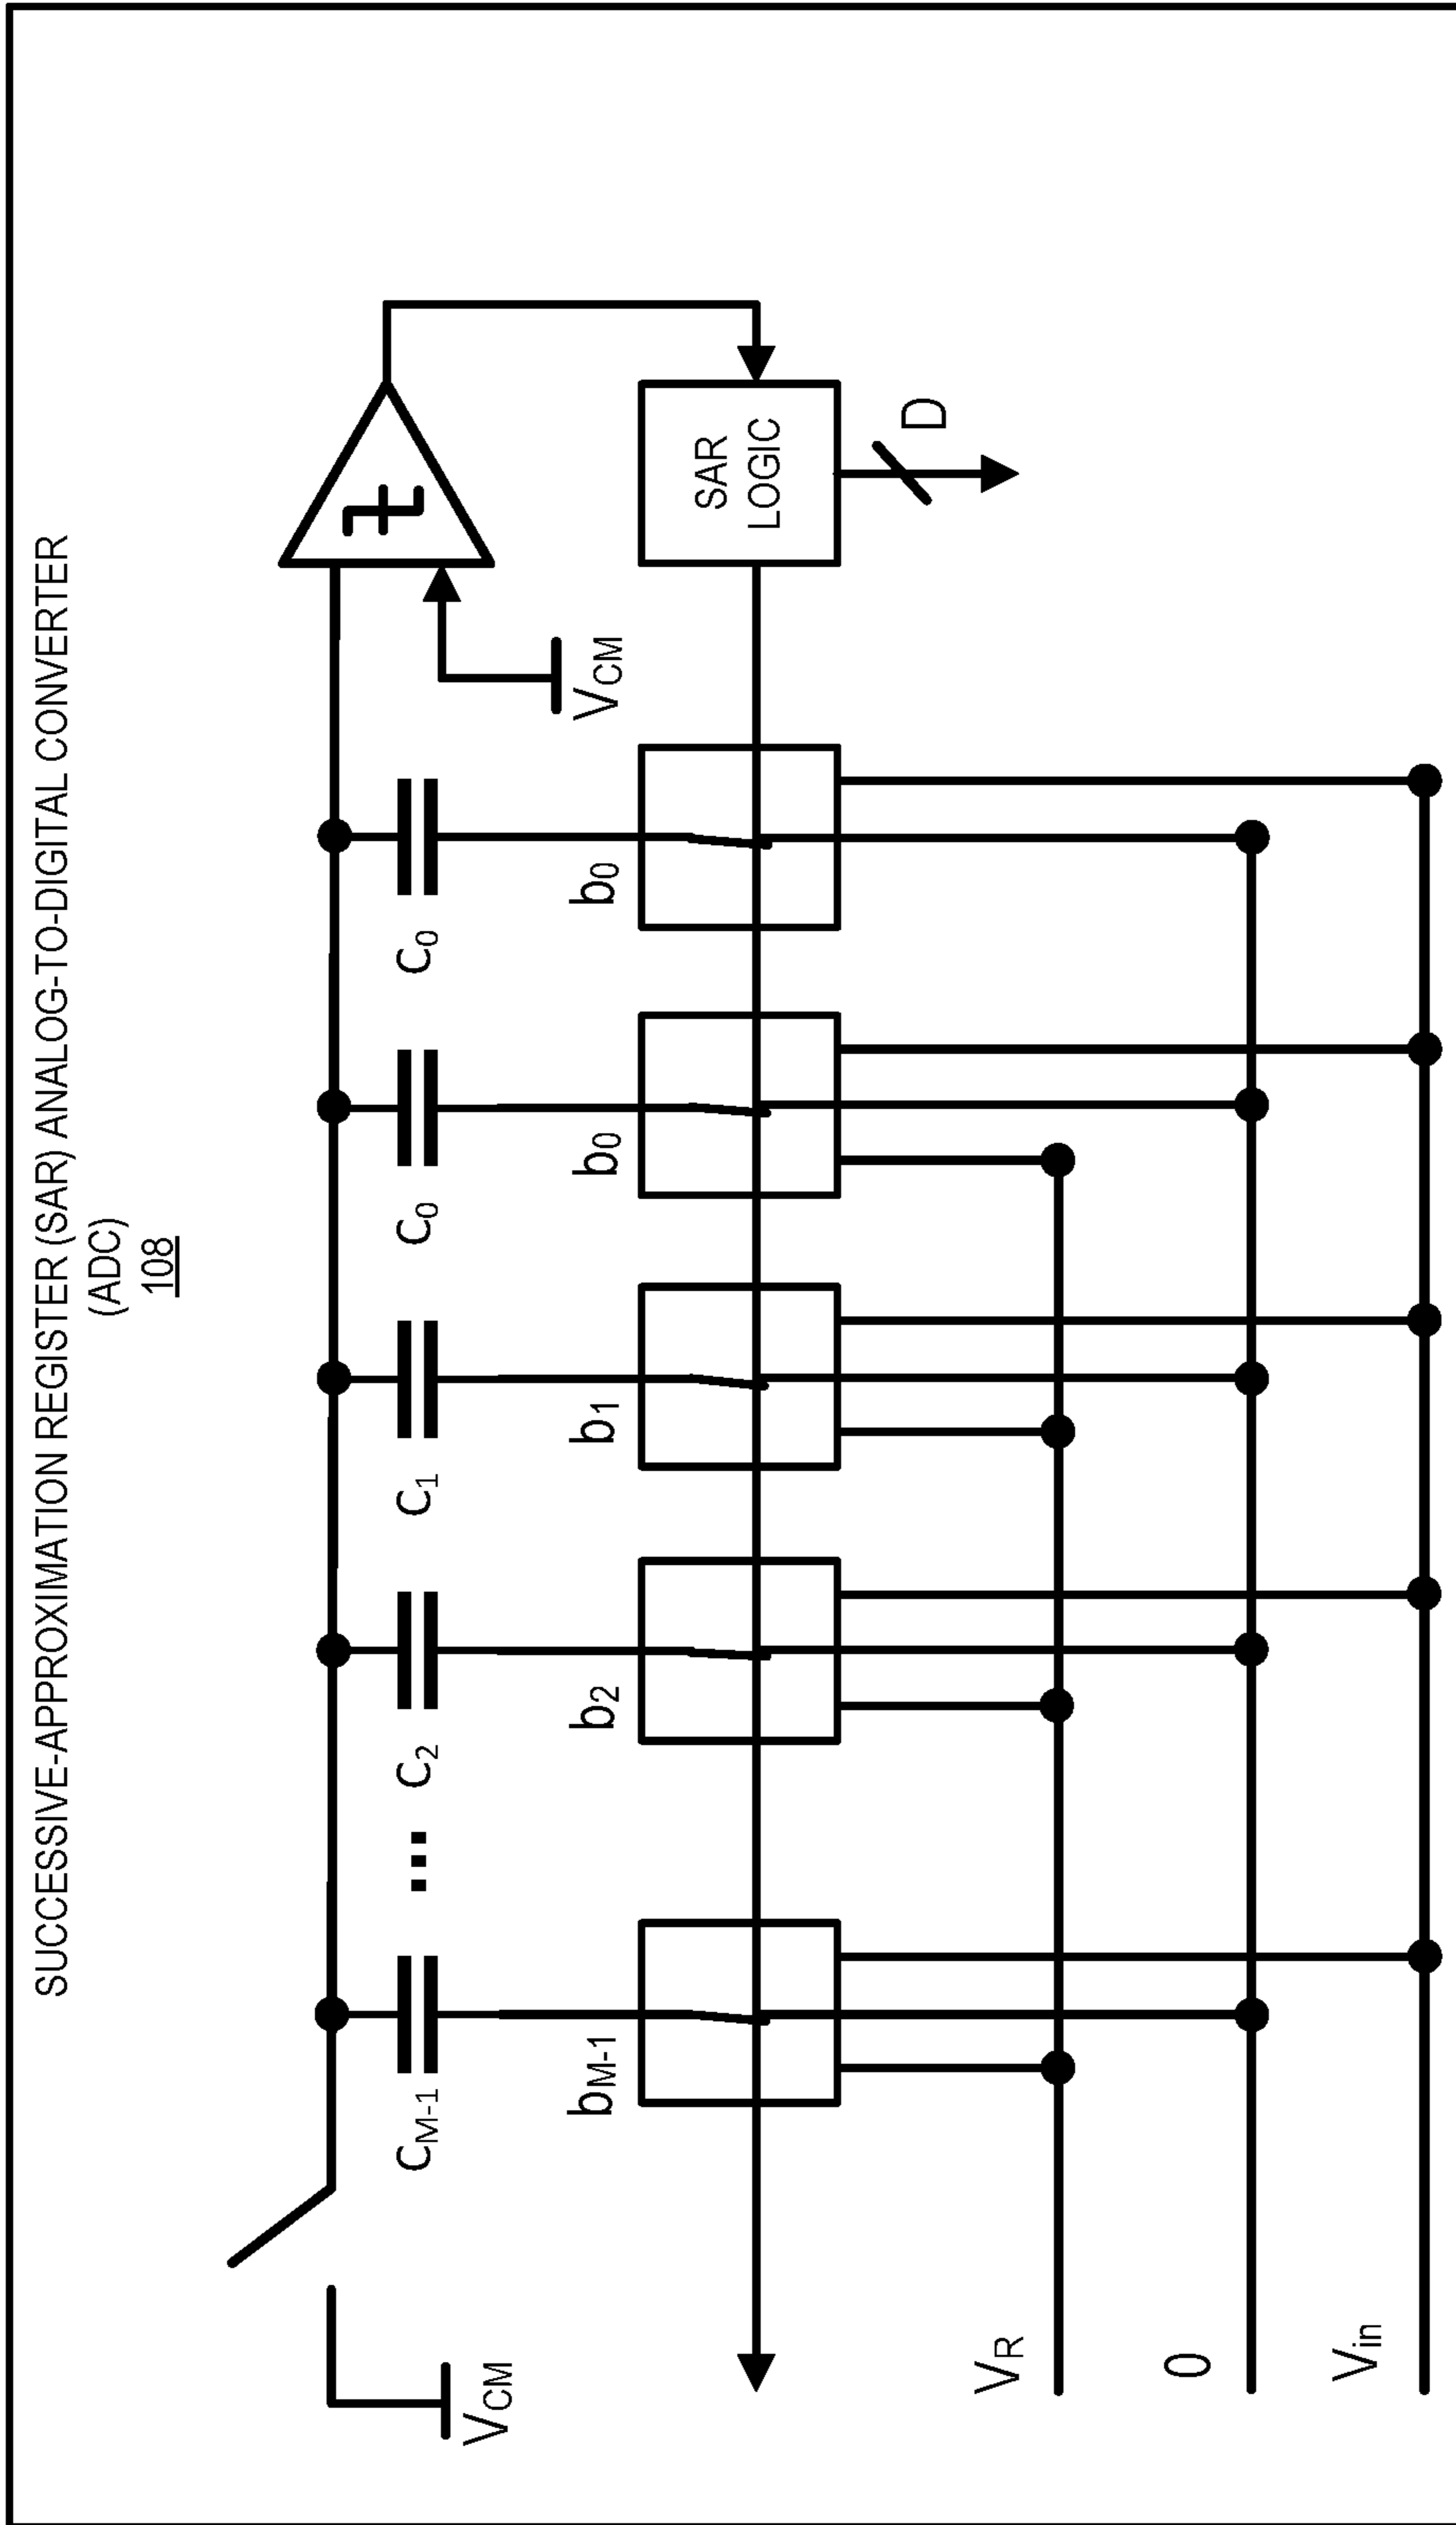 SUCCESSIVE-APPROXIMATION REGISTER (SAR) ANALOG-TO-DIGITAL CONVERTER
(ADC)
108
VCM
CM-1
...
C2
C1
C0
C0
bM-1
b2
b1
b0
b0
VCM
SAR
LOGIC
D
VR
0
Vin